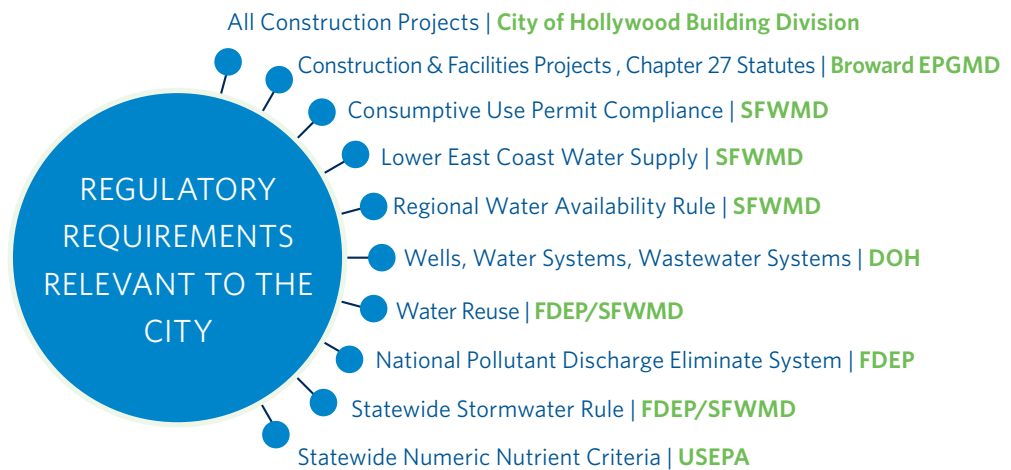 All Construction Projects | City of Hollywood Building Division
Construction & Facilities Projects , Chapter 27 Statutes | Broward EPGMD
Consumptive Use Permit Compliance | SFWMD
Lower East Coast Water Supply | SFWMD
Regional Water Availability Rule | SFWMD
Wells, Water Systems, Wastewater Systems | DOH
Water Reuse | FDEP/SFWMD
National Pollutant Discharge Eliminate System | FDEP
Statewide Stormwater Rule | FDEP/SFWMD
Statewide Numeric Nutrient Criteria | USEPA
REGULATORY
REQUIREMENTS
RELEVANT TO THE
CITY